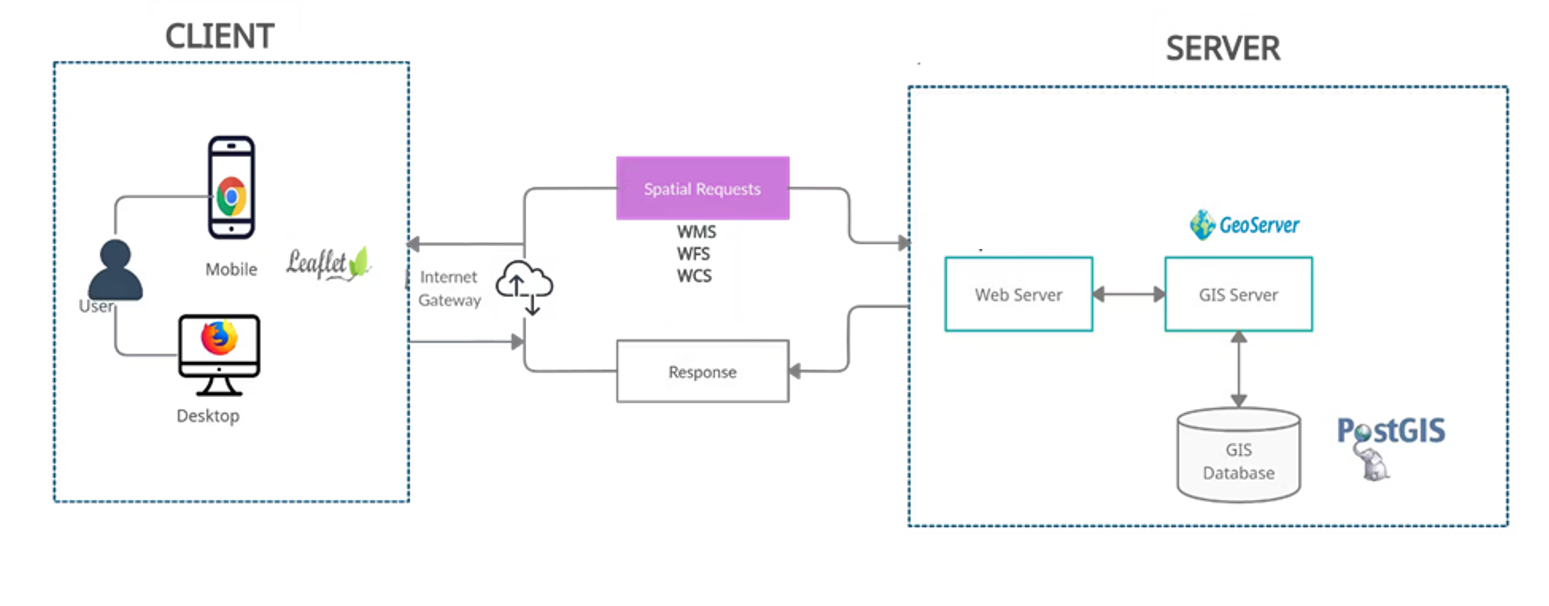 CLIENT
SERVER
Spatial Requests
WMS
WFS
WCS
GeoServer
Mobile
Leaflet
User
Internet
Gateway
Web Server
GIS Server
Response
Desktop
PostGIS
GIS
Database